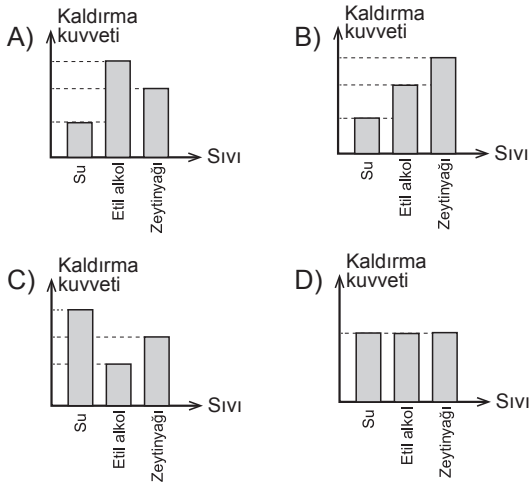 A)
Kaldırma
kuvveti
Su
Etil alkol
Zeytinyağı
Sıvı
B)
Kaldırma
kuvveti
Su
Etil alkol
Zeytinyağı
Sıvı
C)
Kaldırma
kuvveti
Su
Etil alkol
Zeytinyağı
Sıvı
D)
Kaldırma
kuvveti
Su
Etil alkol
Zeytinyağı
Sıvı